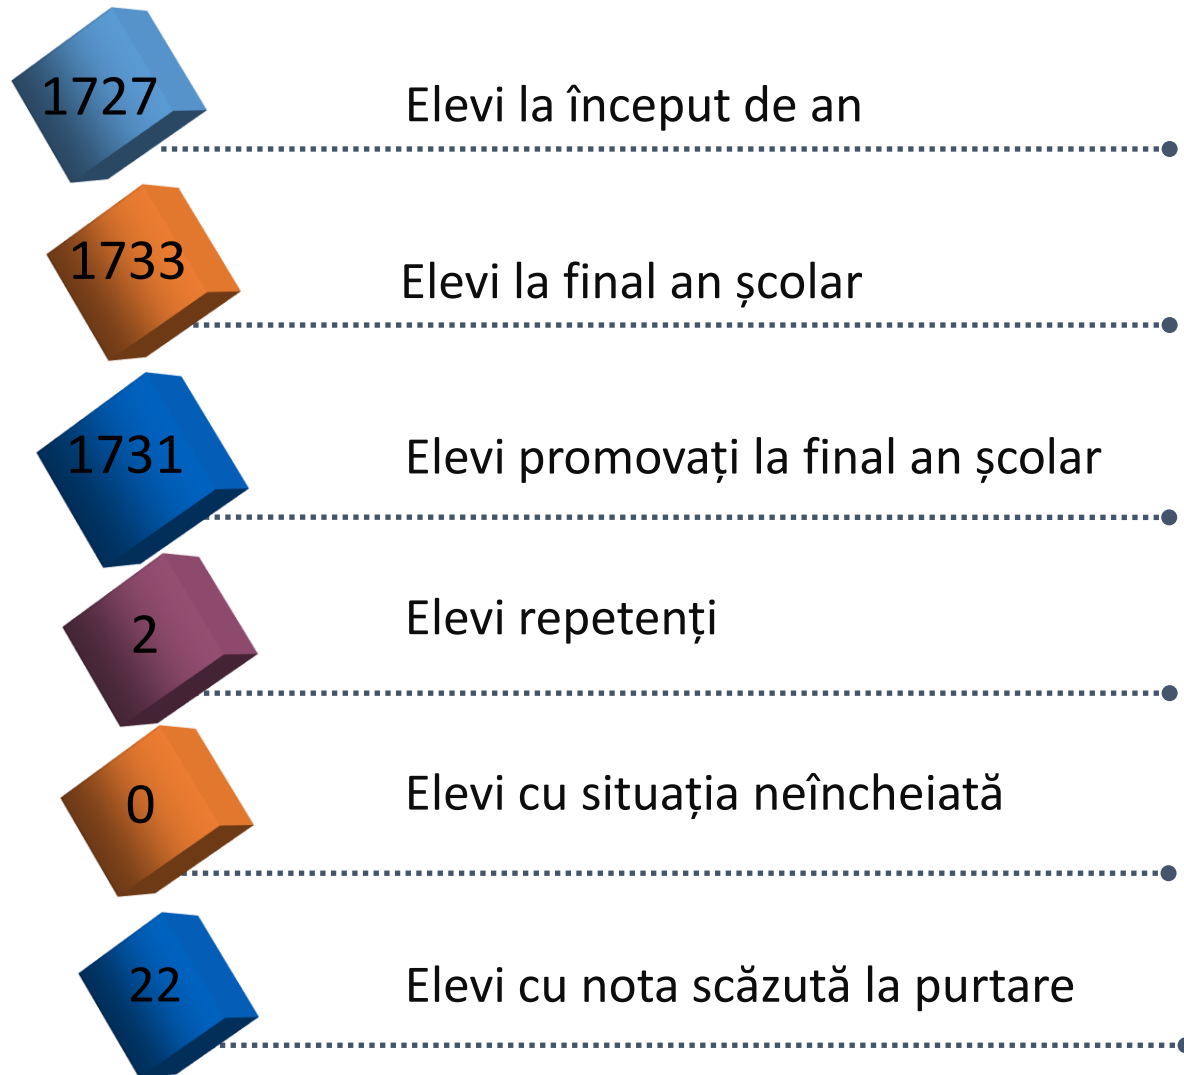 1727
Elevi la început de an
1733
Elevi la final an școlar
1731
Elevi promovați la final an școlar
2
Elevi repetenți
0
Elevi cu situația neîncheiată
22
Elevi cu nota scăzută la purtare